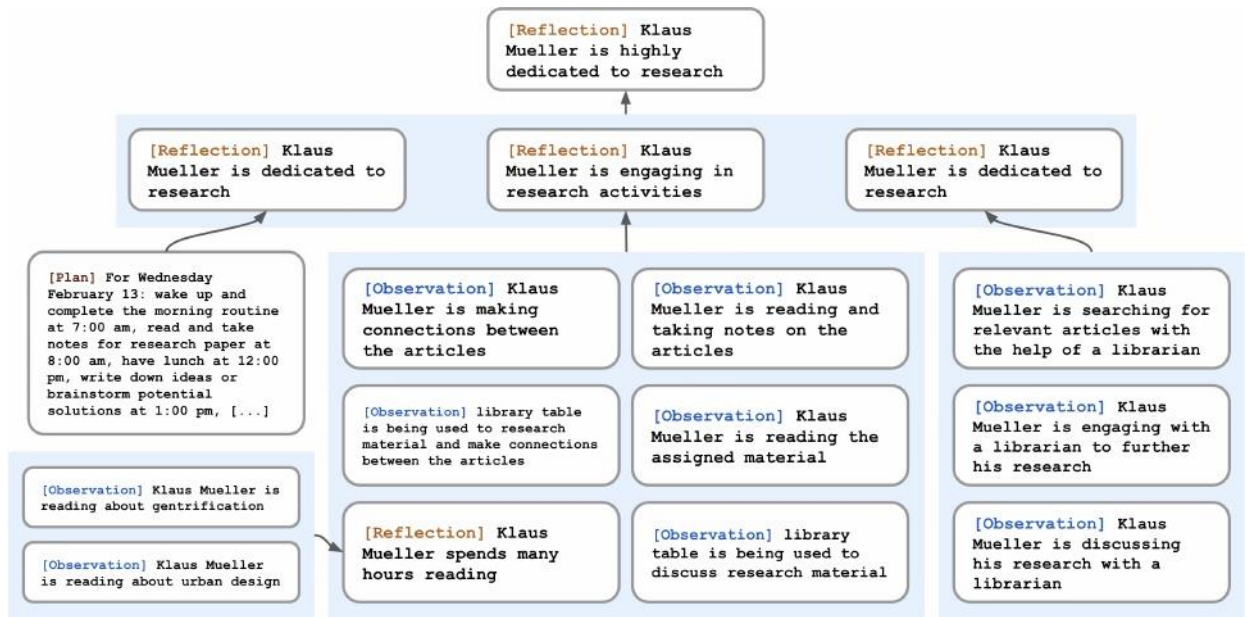 [Reflection] Klaus
Mueller is highly
dedicated to research
[Reflection] Klaus
Mueller is dedicated to
research
[Reflection] Klaus
Mueller is engaging in
research activities
[Reflection] Klaus
Mueller is dedicated to
research
[Plan] For Wednesday
February 13: wake up and
complete the morning routine
at 7:00 am, read and take
notes for research paper at
8:00 am, have lunch at 12:00
pm, write down ideas or
brainstorm potential
solutions at 1:00 pm, [...]
[Observation] Klaus Mueller is
reading about gentrification
[Observation] Klaus Mueller
is reading about urban design
[Observation] Klaus
Mueller is making
connections between
the articles
[Observation] Klaus
Mueller is reading and
taking notes on the
articles
[Observation] library table
is being used to research
material and make connections
between the articles
[Observation] Klaus
Mueller is reading the
assigned material
[Reflection] Klaus
Mueller spends many
hours reading
[Observation] library
table is being used to
discuss research material
[Observation] Klaus
Mueller is searching for
relevant articles with
the help of a librarian
[Observation] Klaus
Mueller is engaging with
a librarian to further
his research
[Observation] Klaus
Mueller is discussing
his research with a
librarian